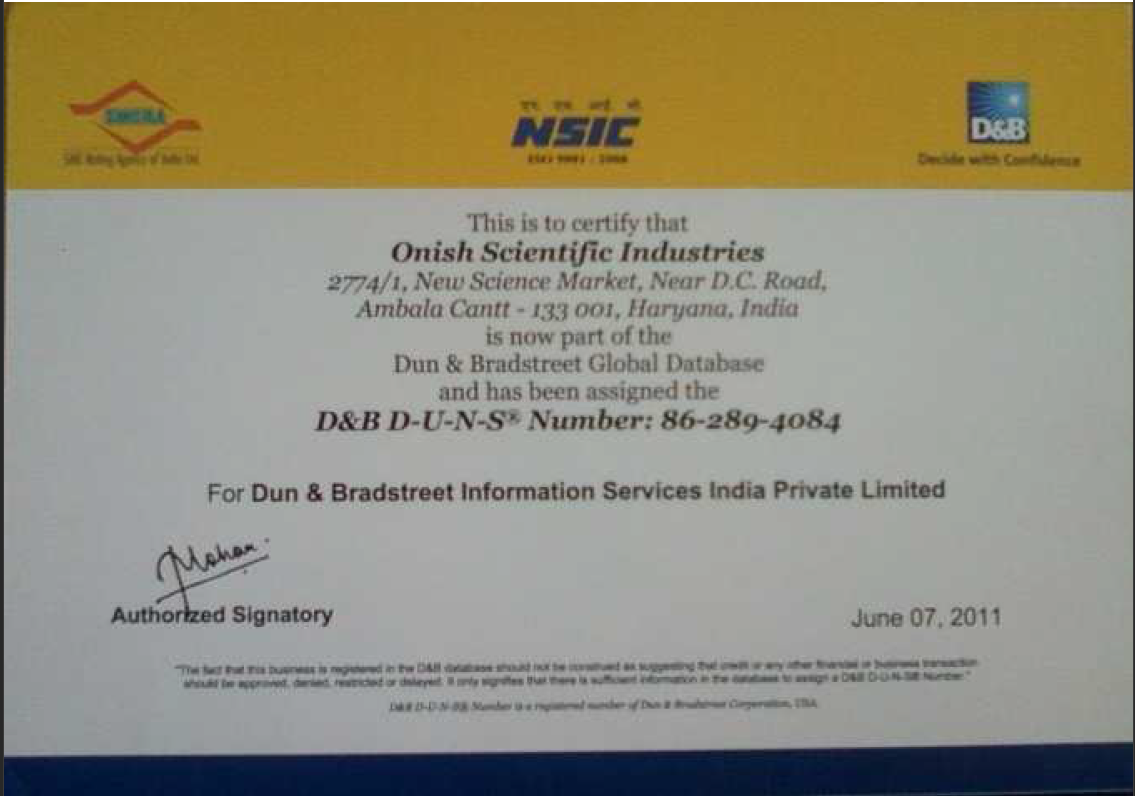 SMERA
SME Rating Agency of India Ltd.
एन. एस. आई. सी.
NSIC
ISO 9001 : 2008
D&B
Decide with Confidence
This is to certify that
Onish Scientific Industries
2774/1, New Science Market, Near D.C. Road,
Ambala Cantt - 133 001, Haryana, India
is now part of the
Dun & Bradstreet Global Database
and has been assigned the
D&B D-U-N-S® Number: 86-289-4084
For Dun & Bradstreet Information Services India Private Limited
Mohan
Authorized Signatory
June 07, 2011
"The fact that this business is registered in the D&B database should not be construed as suggesting that credit or any other financial or business transaction
should be approved, denied, restricted or delayed. It only signifies that there is sufficient information in the database to assign a D&B D-U-N-S® Number."
D&B D-U-N-S® Number is a registered number of Dun & Bradstreet Corporation, USA.